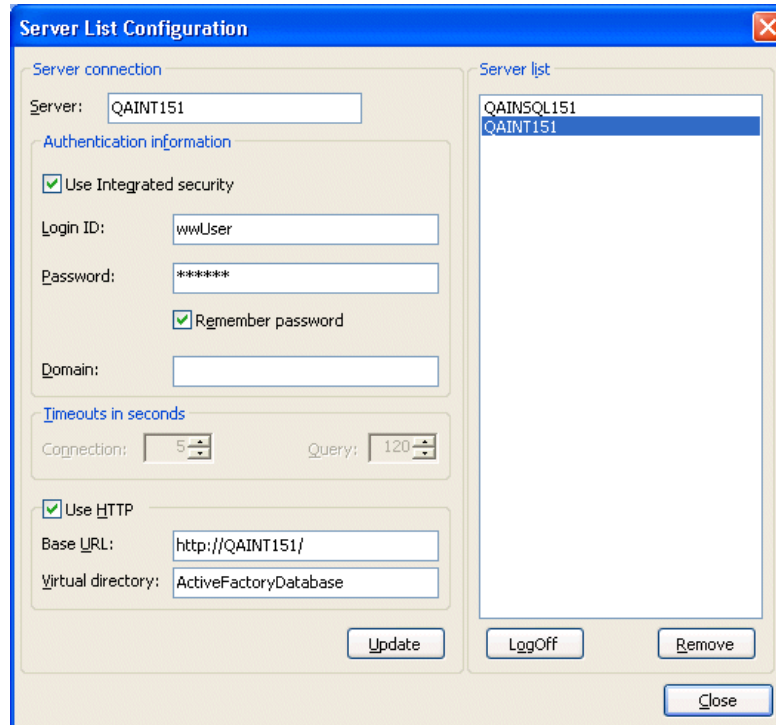 Server List Configuration
Server connection
Server: QAINT151
Authentication information
Use Integrated security
Login ID: wwUser
Password: ******
Remember password
Domain:
Timeouts in seconds
Connection: 5 Query: 120
Use HTTP
Base URL: http://QAINT151/
Virtual directory: ActiveFactoryDatabase
Update
Server list
QAINSQL151
QAINT151
LogOff Remove
Close